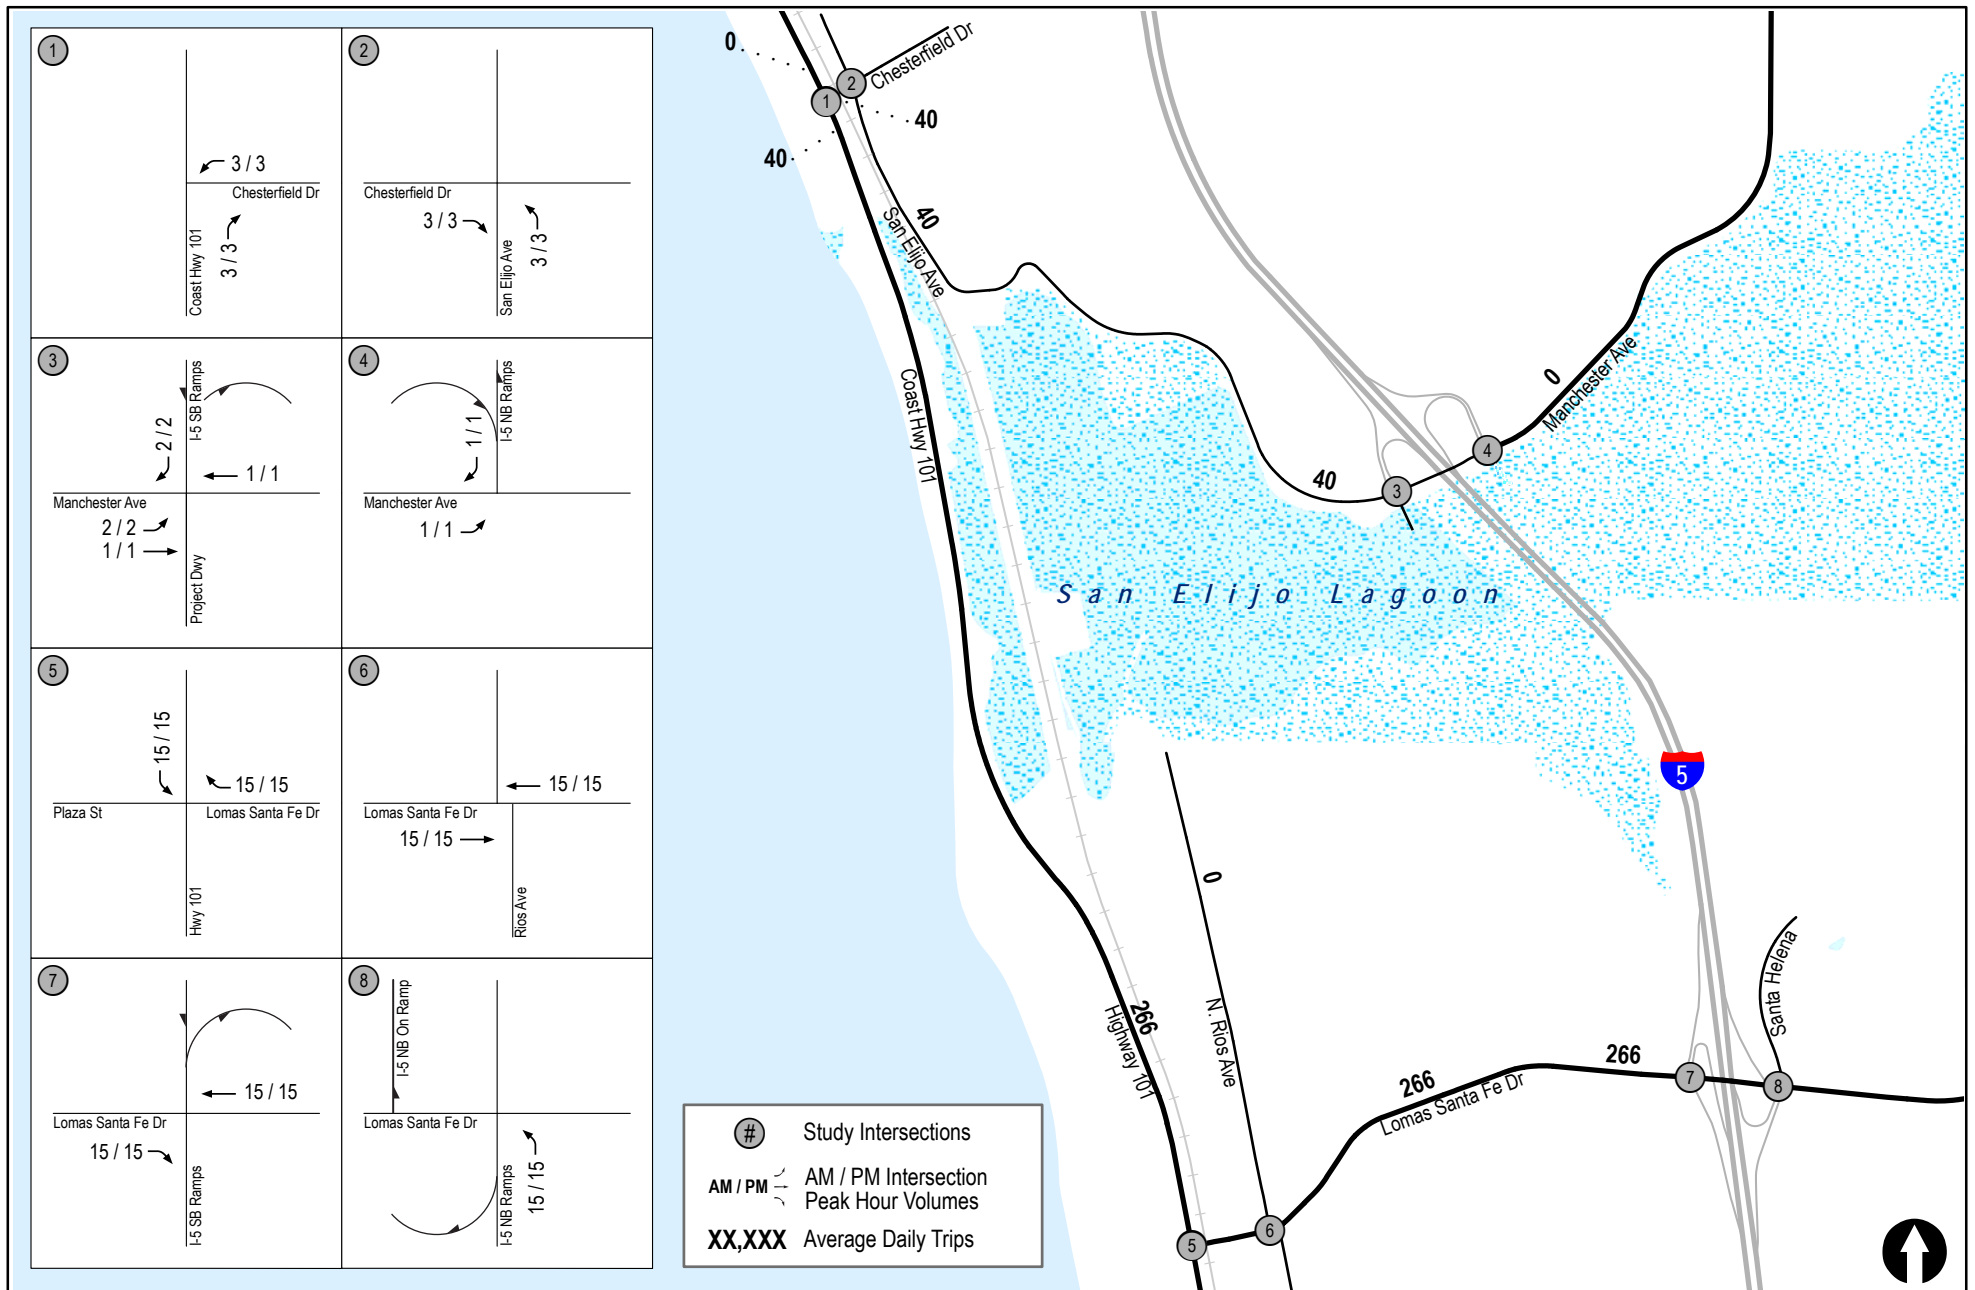 1
3 / 3
Chesterfield Dr
3 / 3
Coast Hwy 101
2
Chesterfield Dr
3 / 3
3 / 3
San Elijo Ave
3
I-5 SB Ramps
2 / 2
1 / 1
Manchester Ave
2 / 2
1 / 1
Project Dwy
4
I-5 NB Ramps
1 / 1
Manchester Ave
1 / 1
5
15 / 15
15 / 15
Plaza St
Lomas Santa Fe Dr
Hwy 101
6
15 / 15
Lomas Santa Fe Dr
15 / 15
Rios Ave
7
15 / 15
Lomas Santa Fe Dr
15 / 15
I-5 SB Ramps
8
I-5 NB On Ramp
Lomas Santa Fe Dr
15 / 15
I-5 NB Ramps
0
2
Chesterfield Dr
1
40
40
40
San Elijo Ave
Coast Hwy 101
0
Manchester Ave
4
40
3
San Elijo Lagoon
5
0
N. Rios Ave
266
Highway 101
Santa Helena
266
7
8
266
Lomas Santa Fe Dr
6
5
# Study Intersections
AM / PM AM / PM Intersection
Peak Hour Volumes
XX,XXX Average Daily Trips